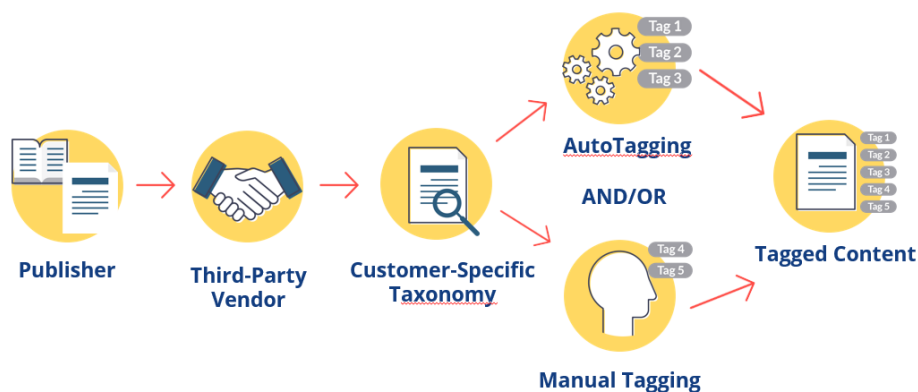 Publisher
Third-Party
Vendor
Customer-Specific
Taxonomy
Tag 1
Tag 2
Tag 3
AutoTagging
AND/OR
Tag 4
Tag 5
Manual Tagging
Tag 1
Tag 2
Tag 3
Tag 4
Tag 5
Tagged Content